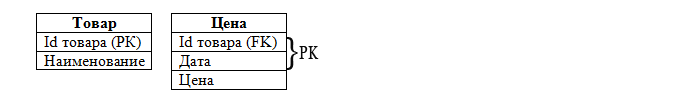 Товар
Id товара (PK)
Наименование
Цена
Id товара (FK)
Дата
Цена
PK